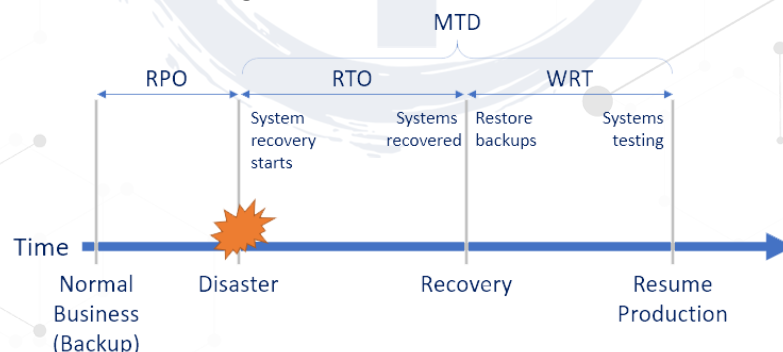 MTD
RPO
RTO
WRT
System
recovery
starts
Systems
recovered
Restore
backups
Systems
testing
Time
Normal
Business
(Backup)
Disaster
Recovery
Resume
Production